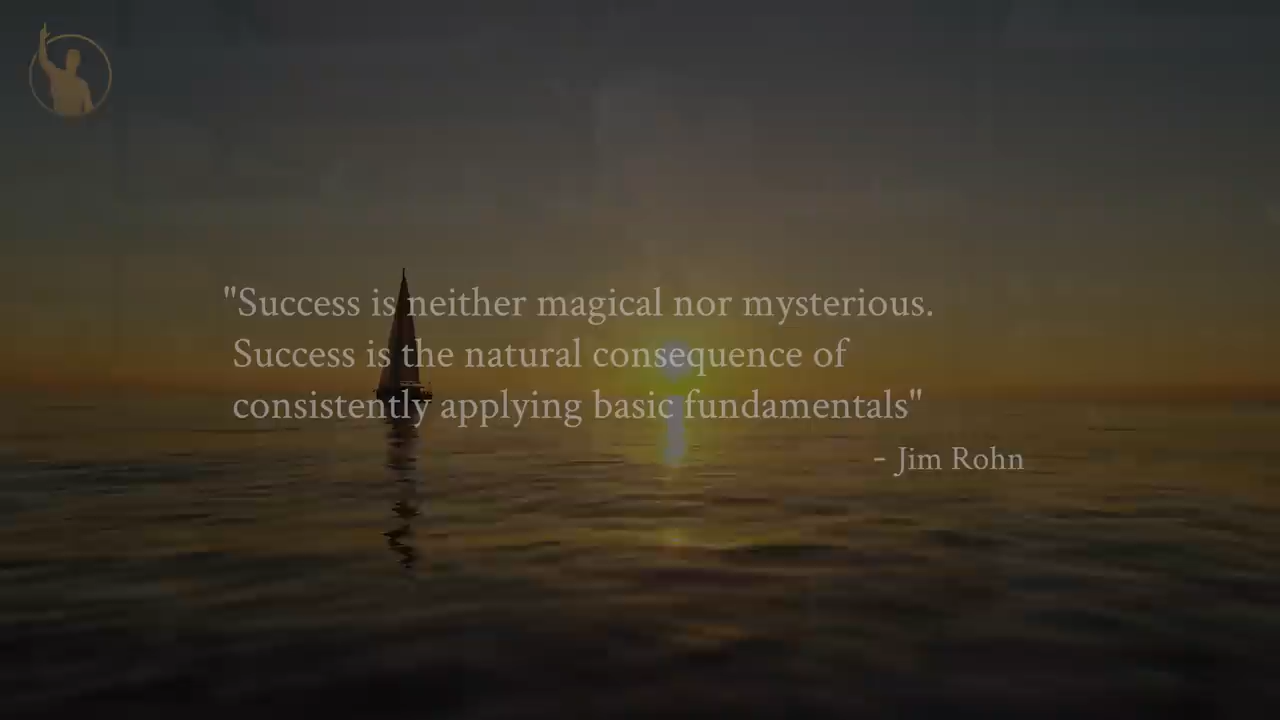 "Success is neither magical nor mysterious.
Success is the natural consequence of
consistently applying basic fundamentals"
- Jim Rohn